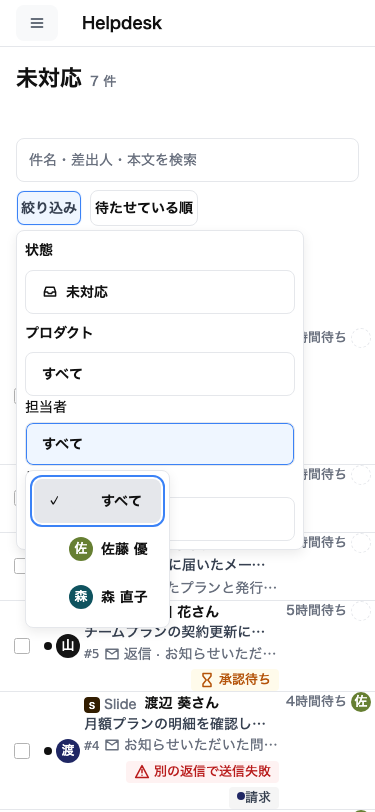 Helpdesk
未対応 7 件
件名・差出人・本文を検索
絞り込み 待たせている順
状態
未対応
プロダクト
時間待ち
すべて
担当者
すべて
時間待ち
✓ すべて
佐 佐藤 優
時間待ち
に届いたメー…
たプランと発行…
森 森 直子
花さん 5時間待ち
山 チームプランの契約更新に…
#5 返信・お知らせいただ…
承認待ち
S Slide 渡辺 葵さん 4時間待ち 佐
月額プランの明細を確認し…
渡 #4 お知らせいただいた問…
別の返信で送信失敗
請求